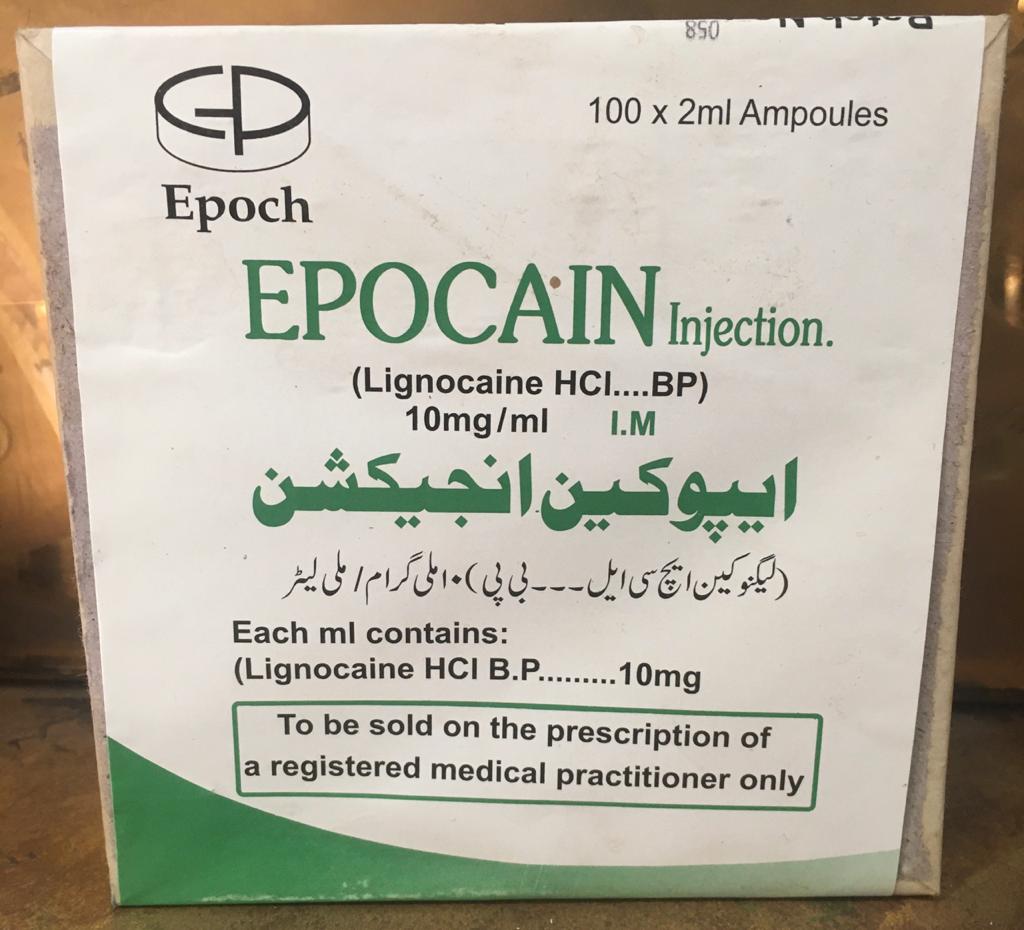 Batch N
058
100 x 2ml Ampoules
Epoch
EPOCAIN Injection.
(Lignocaine HCl....BP)
10mg/ml I.M
ایپوکین انجیکشن
(لیگنوکین ایچ سی ایل ---بی پی) ۱۰ ملی گرام / ملی لیٹر
Each ml contains:
(Lignocaine HCl B.P.........10mg
To be sold on the prescription of
a registered medical practitioner only